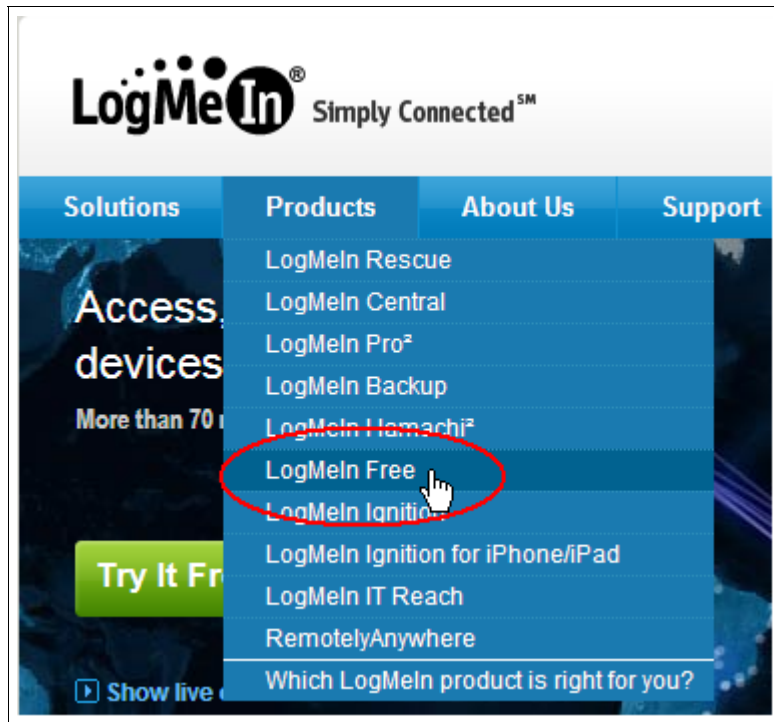 LogMeIn® Simply Connected℠
Solutions Products About Us Support
LogMeIn Rescue
LogMeIn Central
LogMeIn Pro²
LogMeIn Backup
LogMeIn Hamachi²
LogMeIn Free
LogMeIn Ignition
LogMeIn Ignition for iPhone/iPad
LogMeIn IT Reach
RemotelyAnywhere
Which LogMeIn product is right for you?
Access,
devices
More than 70
Try It Fr
Show live